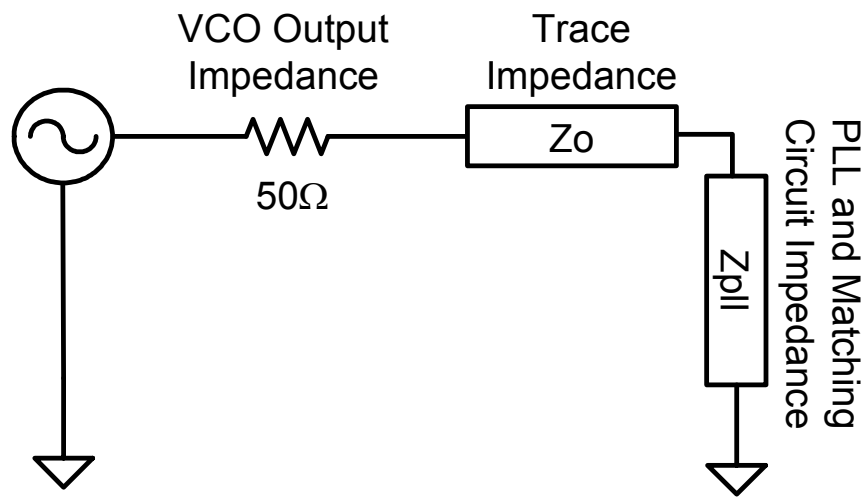 VCO Output
Impedance
Trace
Impedance
Zo
50Ω
Zpll
PLL and Matching
Circuit Impedance